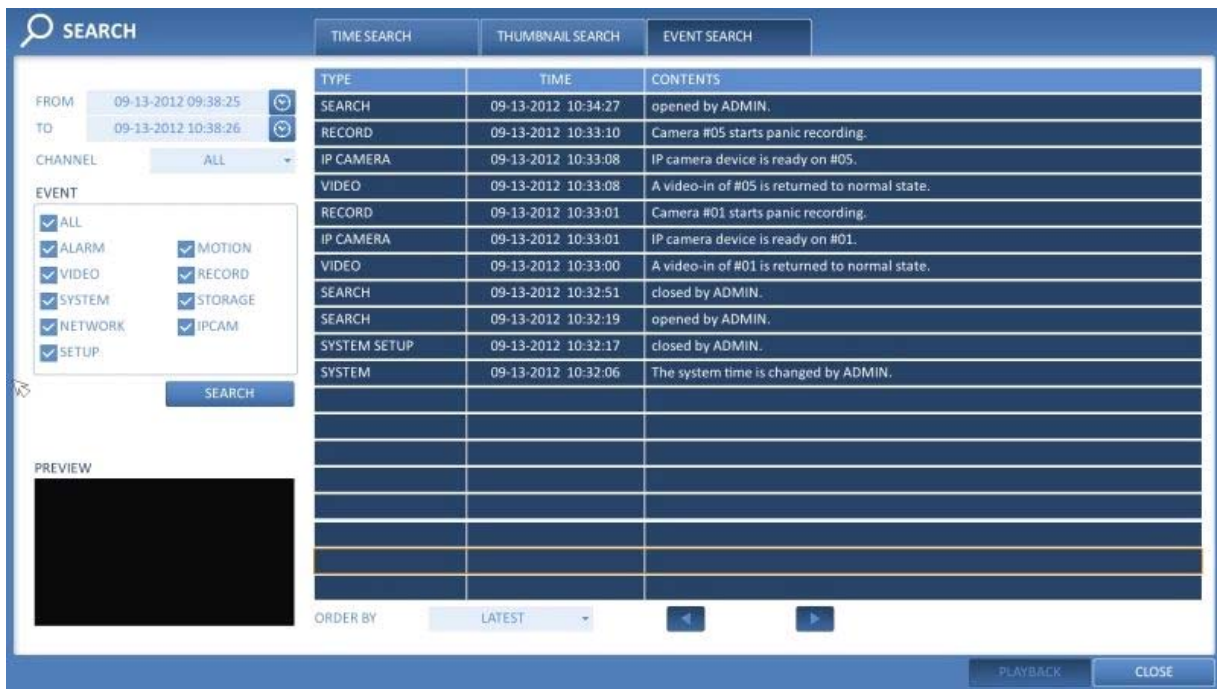 SEARCH
TIME SEARCH THUMBNAIL SEARCH EVENT SEARCH
FROM 09-13-2012 09:38:25
TO 09-13-2012 10:38:26
CHANNEL ALL
EVENT
ALL
ALARM MOTION
VIDEO RECORD
SYSTEM STORAGE
NETWORK IPCAM
SETUP
SEARCH
PREVIEW
TYPE TIME CONTENTS
SEARCH 09-13-2012 10:34:27 opened by ADMIN.
RECORD 09-13-2012 10:33:10 Camera #05 starts panic recording.
IP CAMERA 09-13-2012 10:33:08 IP camera device is ready on #05.
VIDEO 09-13-2012 10:33:08 A video-in of #05 is returned to normal state.
RECORD 09-13-2012 10:33:01 Camera #01 starts panic recording.
IP CAMERA 09-13-2012 10:33:01 IP camera device is ready on #01.
VIDEO 09-13-2012 10:33:00 A video-in of #01 is returned to normal state.
SEARCH 09-13-2012 10:32:51 closed by ADMIN.
SEARCH 09-13-2012 10:32:19 opened by ADMIN.
SYSTEM SETUP 09-13-2012 10:32:17 closed by ADMIN.
SYSTEM 09-13-2012 10:32:06 The system time is changed by ADMIN.
ORDER BY LATEST
PLAYBACK CLOSE